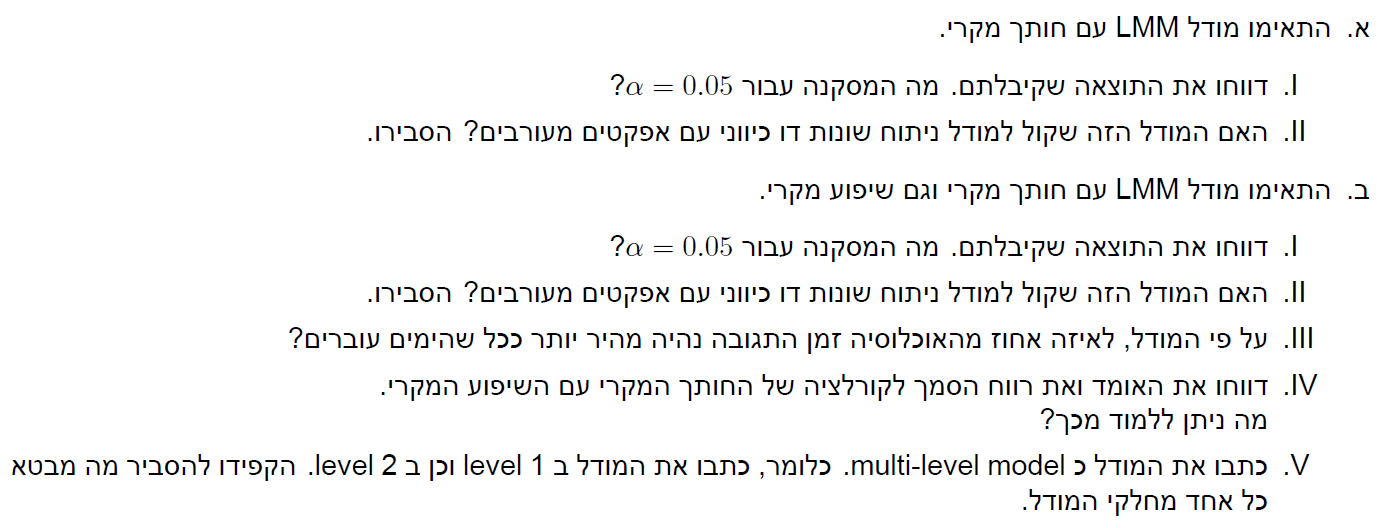 א. התאימו מודל LMM עם חותך מקרי.
I. דווחו את התוצאה שקיבלתם. מה המסקנה עבור α = 0.05?
II. האם המודל הזה שקול למודל ניתוח שונות דו כיווני עם אפקטים מעורבים? הסבירו.
ב. התאימו מודל LMM עם חותך מקרי וגם שיפוע מקרי.
I. דווחו את התוצאה שקיבלתם. מה המסקנה עבור α = 0.05?
II. האם המודל הזה שקול למודל ניתוח שונות דו כיווני עם אפקטים מעורבים? הסבירו.
III. על פי המודל, לאיזה אחוז מהאוכלוסיה זמן התגובה נהיה מהיר יותר ככל שהימים עוברים?
IV. דווחו את האומד ואת רווח הסמך לקורלציה של החותך המקרי עם השיפוע המקרי.
מה ניתן ללמוד מכך?
V. כתבו את המודל כ multi-level model. כלומר, כתבו את המודל ב level 1 וכן ב level 2. הקפידו להסביר מה מבטא
כל אחד מחלקי המודל.